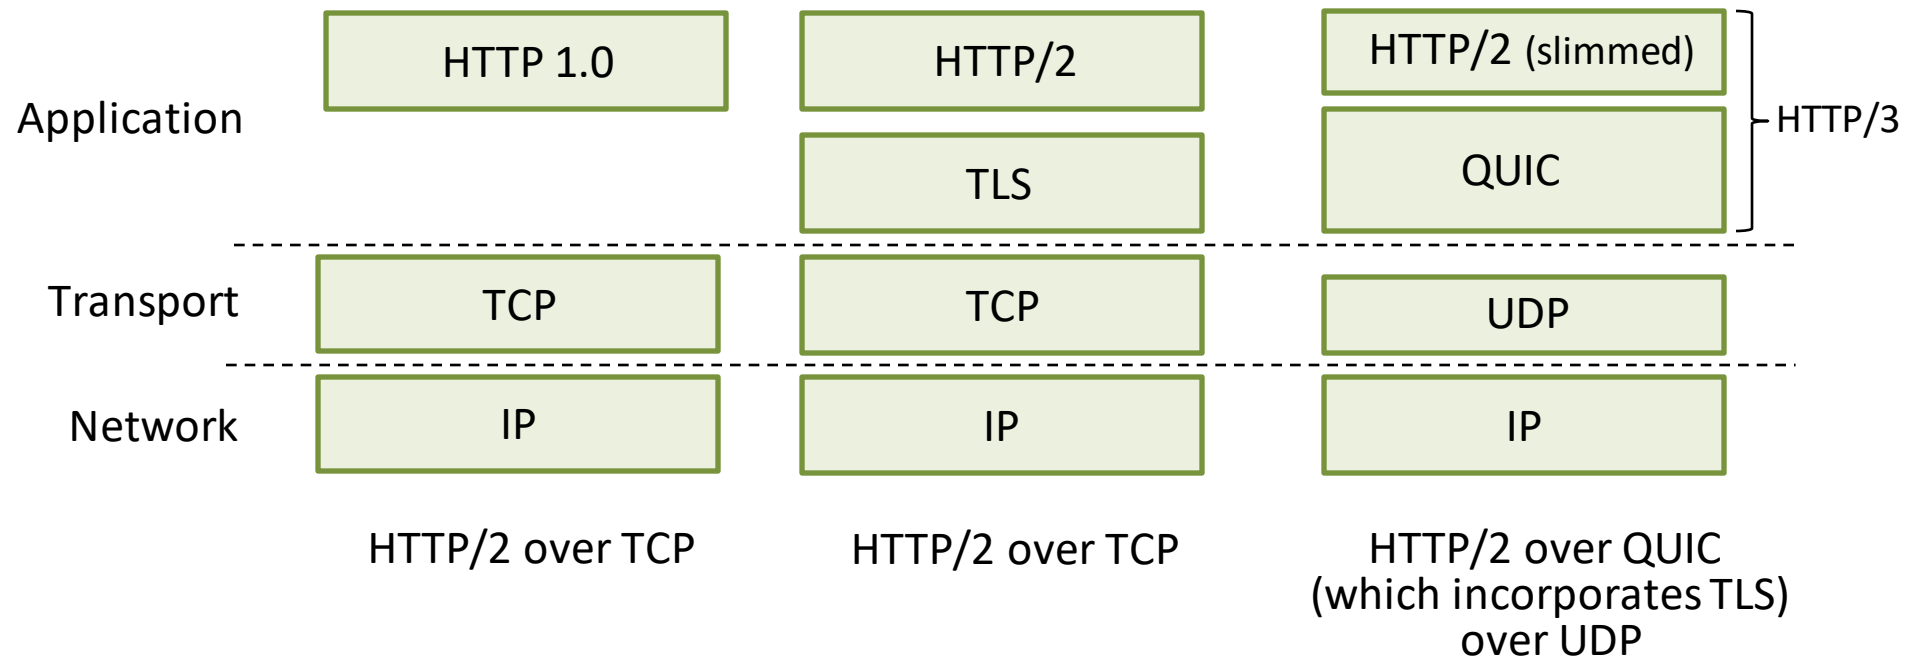 HTTP 1.0
HTTP/2
HTTP/2 (slimmed)
Application
HTTP/3
TLS
QUIC
Transport
TCP
TCP
UDP
Network
IP
IP
IP
HTTP/2 over TCP
HTTP/2 over TCP
HTTP/2 over QUIC
(which incorporates TLS)
over UDP